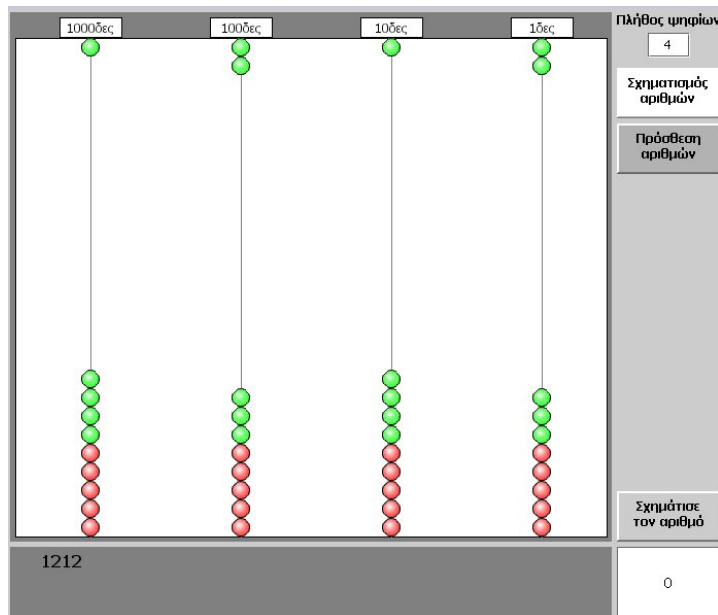 1000δες 100δες 10δες 1δες
Πλήθος ψηφίων
4
Σχηματισμός
αριθμών
Πρόσθεση
αριθμών
Σχημάτισε
τον αριθμό
1212
0